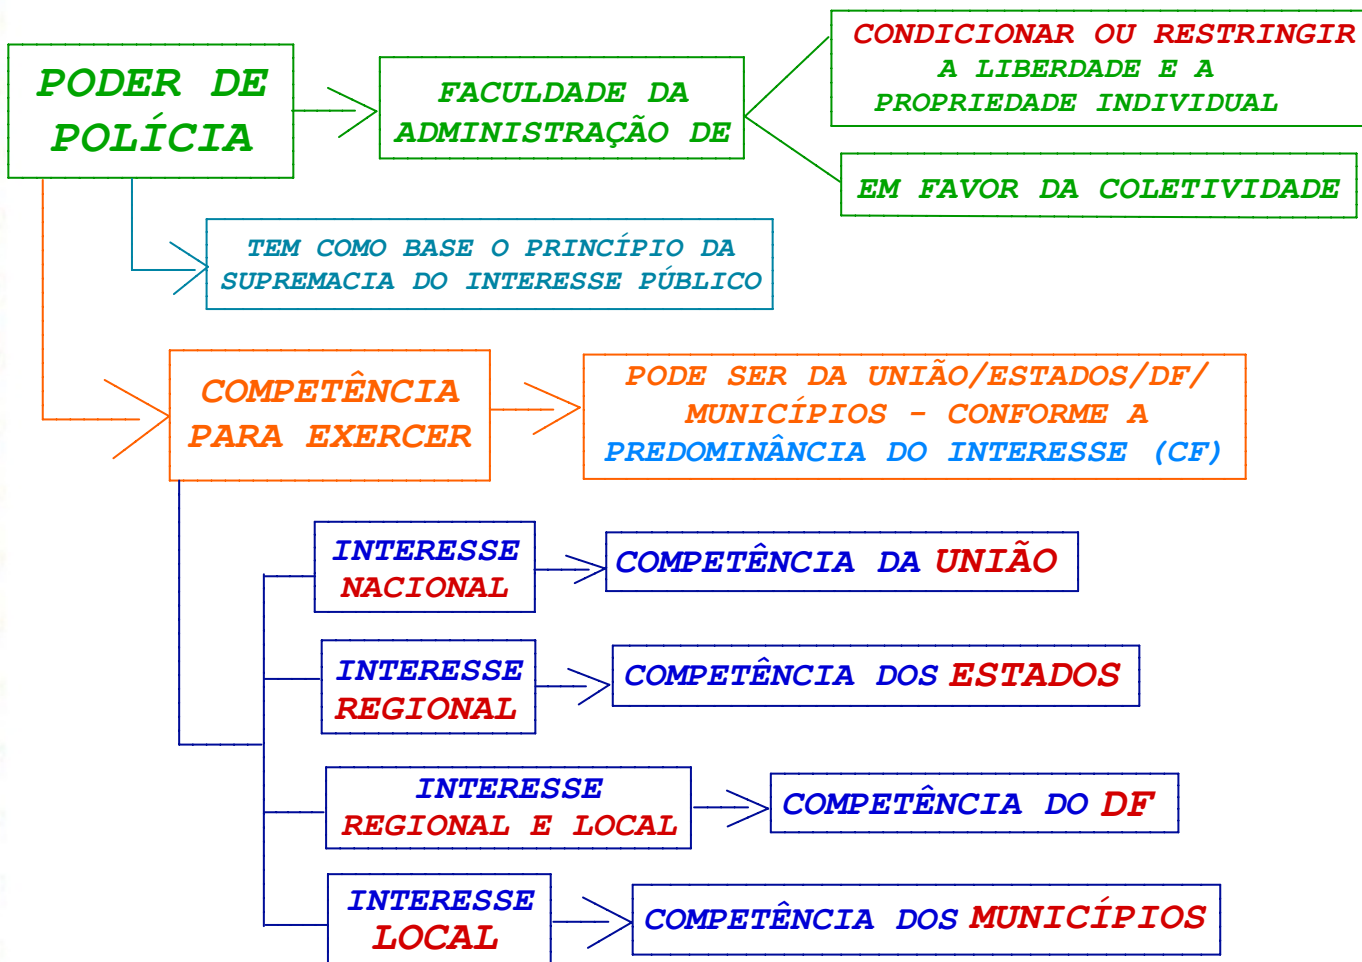 PODER DE
POLÍCIA
FACULDADE DA
ADMINISTRAÇÃO DE
CONDICIONAR OU RESTRINGIR
A LIBERDADE E A
PROPRIEDADE INDIVIDUAL
EM FAVOR DA COLETIVIDADE
TEM COMO BASE O PRINCÍPIO DA
SUPREMACIA DO INTERESSE PÚBLICO
COMPETÊNCIA
PARA EXERCER
PODE SER DA UNIÃO/ESTADOS/DF/
MUNICÍPIOS - CONFORME A
PREDOMINÂNCIA DO INTERESSE (CF)
INTERESSE
NACIONAL
COMPETÊNCIA DA UNIÃO
INTERESSE
REGIONAL
COMPETÊNCIA DOS ESTADOS
INTERESSE
REGIONAL E LOCAL
COMPETÊNCIA DO DF
INTERESSE
LOCAL
COMPETÊNCIA DOS MUNICÍPIOS